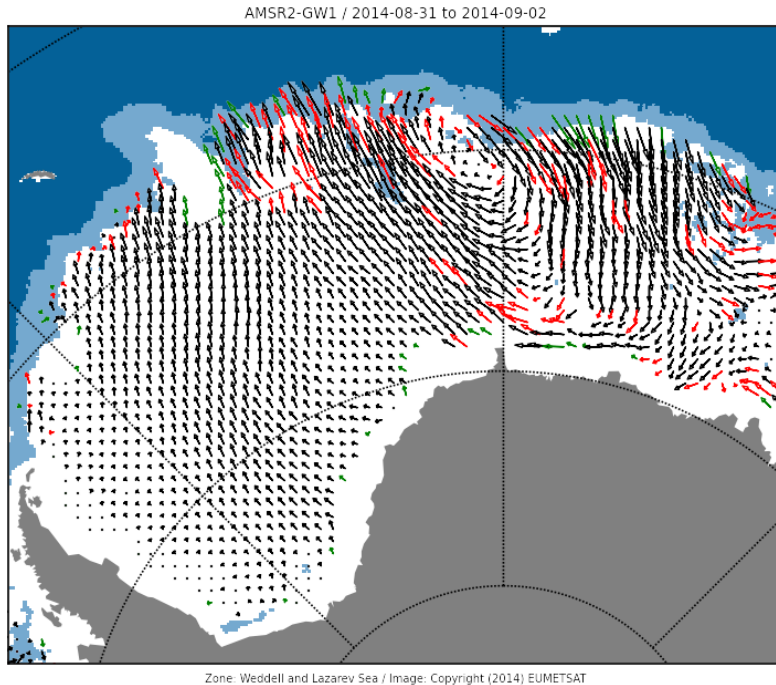 AMSR2-GW1 / 2014-08-31 to 2014-09-02
Zone: Weddell and Lazarev Sea / Image: Copyright (2014) EUMETSAT